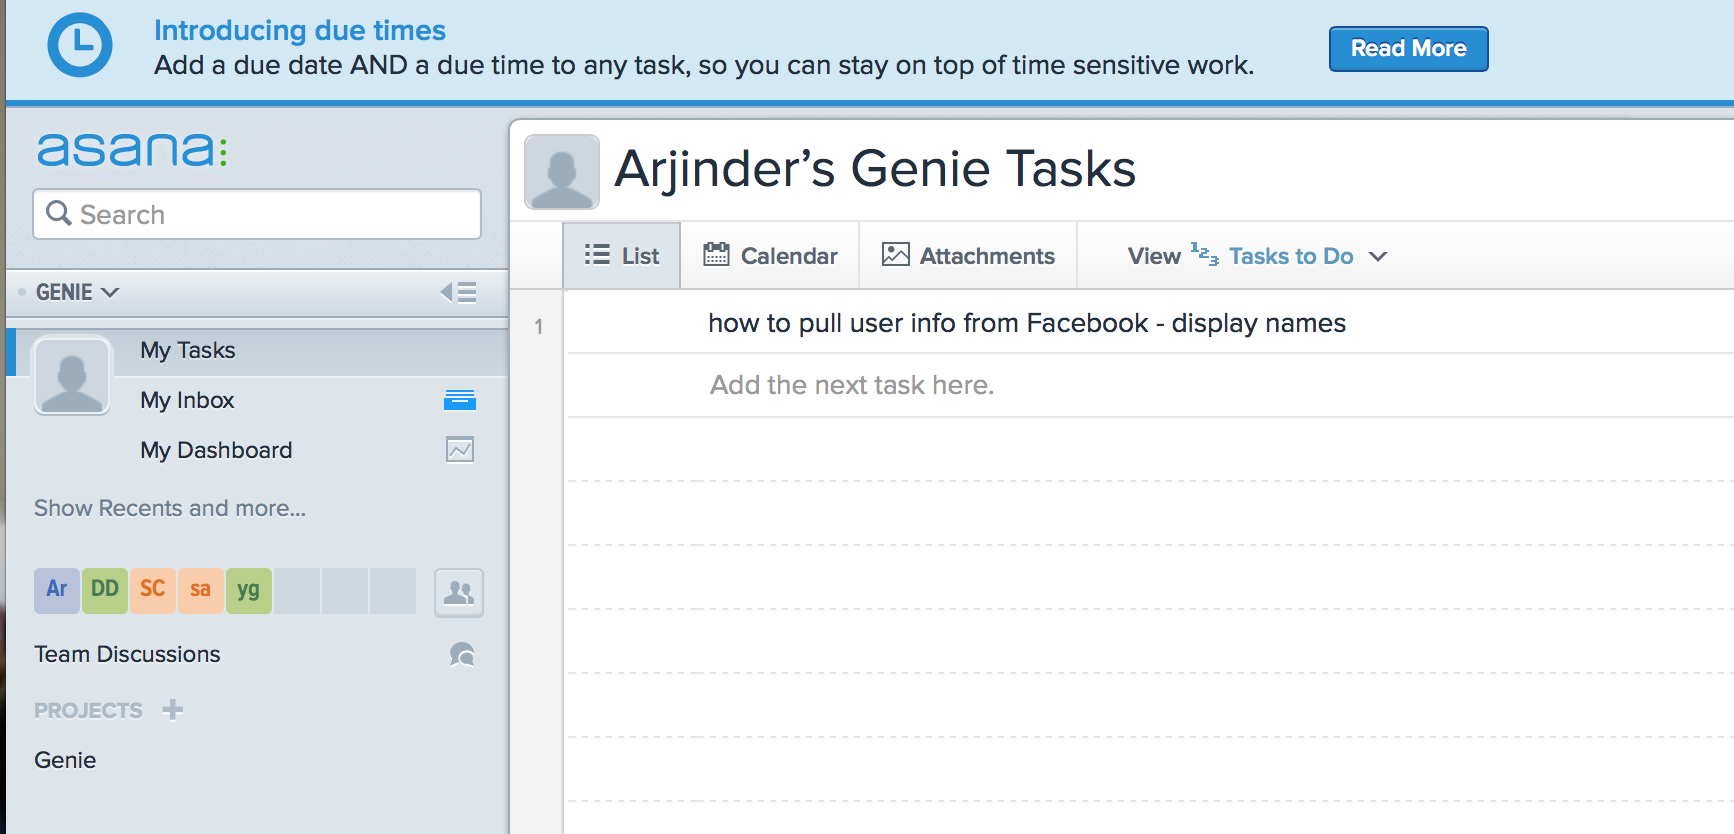 Introducing due times
Add a due date AND a due time to any task, so you can stay on top of time sensitive work.
Read More
asana
Search
GENIE
My Tasks
My Inbox
My Dashboard
Show Recents and more...
Ar DD SC sa yg
Team Discussions
PROJECTS +
Genie
Arjinder’s Genie Tasks
List Calendar Attachments View 123 Tasks to Do
1 how to pull user info from Facebook - display names
Add the next task here.